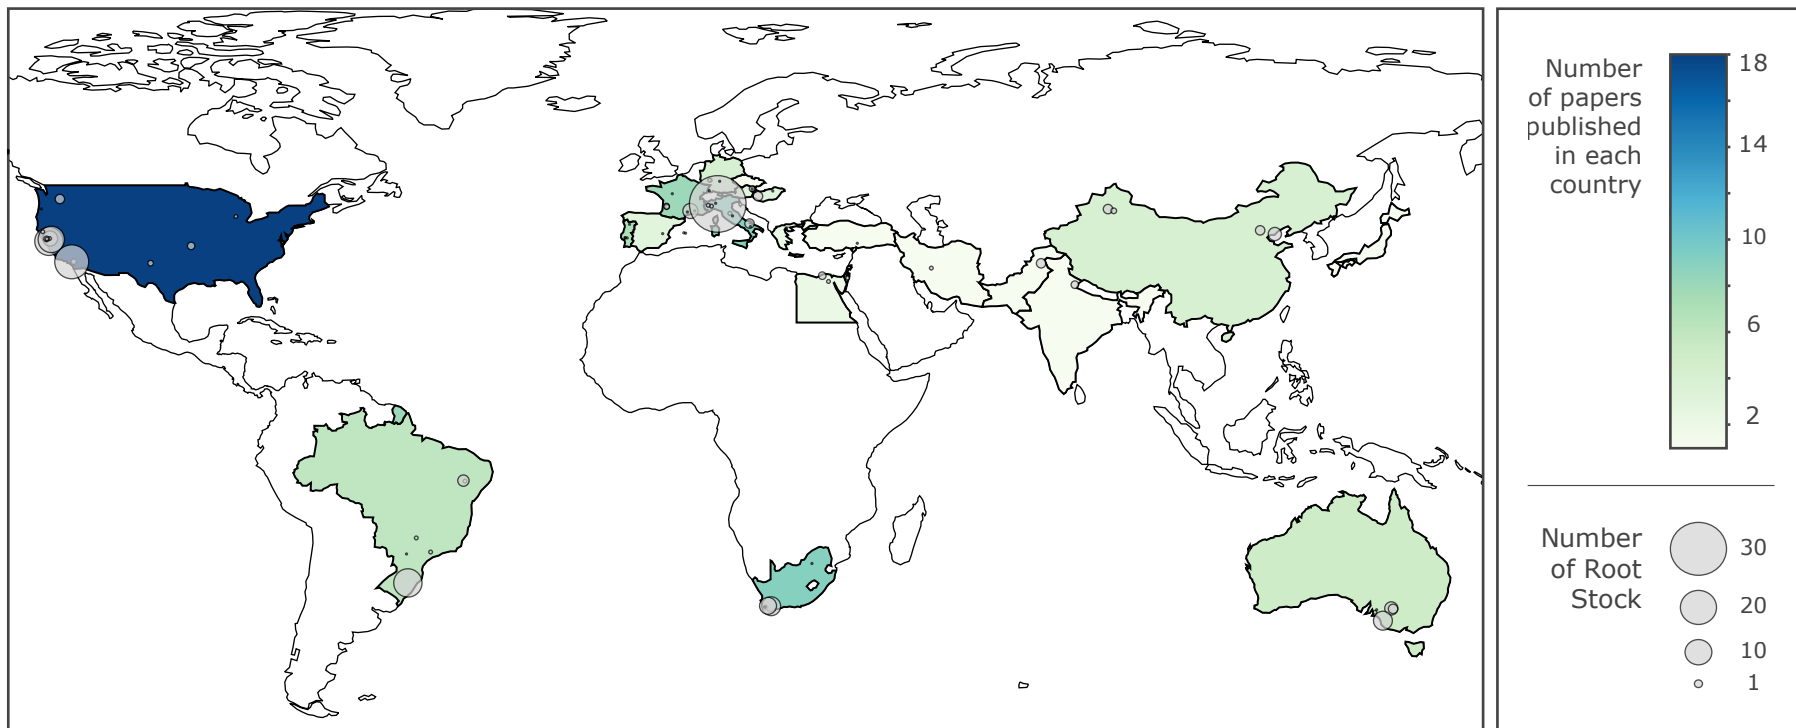 Number
of papers
published
in each
country
18
14
10
6
2
Number
of Root
Stock
30
20
10
1